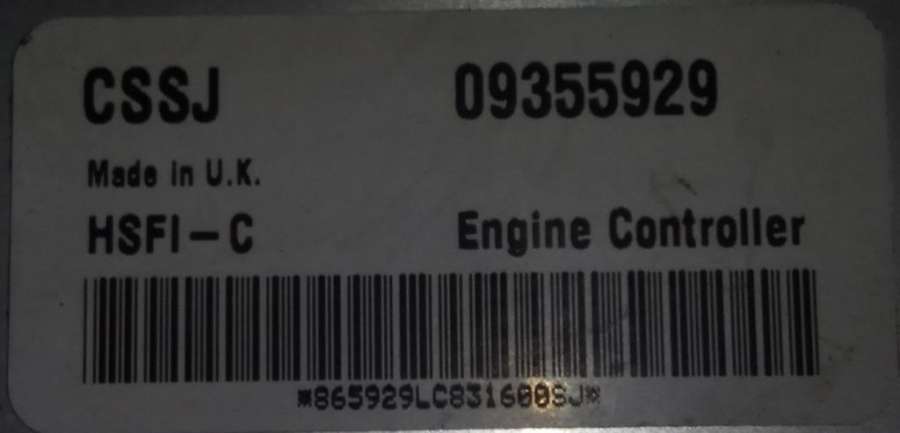 CSSJ 09355929
Made in U.K.
HSFI-C Engine Controller
*865929LC831600SJ*